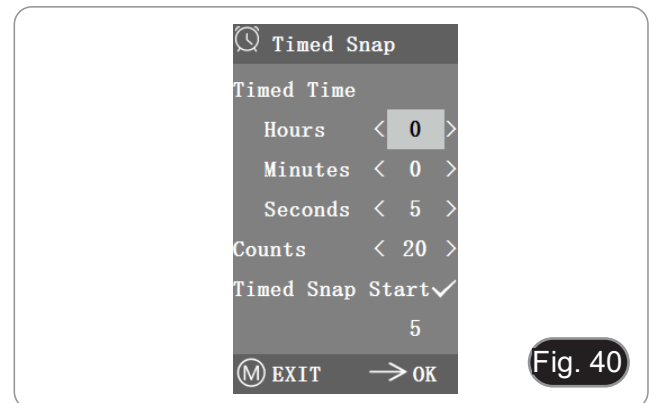 Timed Snap
Timed Time
Hours < 0 >
Minutes < 0 >
Seconds < 5 >
Counts < 20 >
Timed Snap Start✓
5
M EXIT → OK
Fig. 40